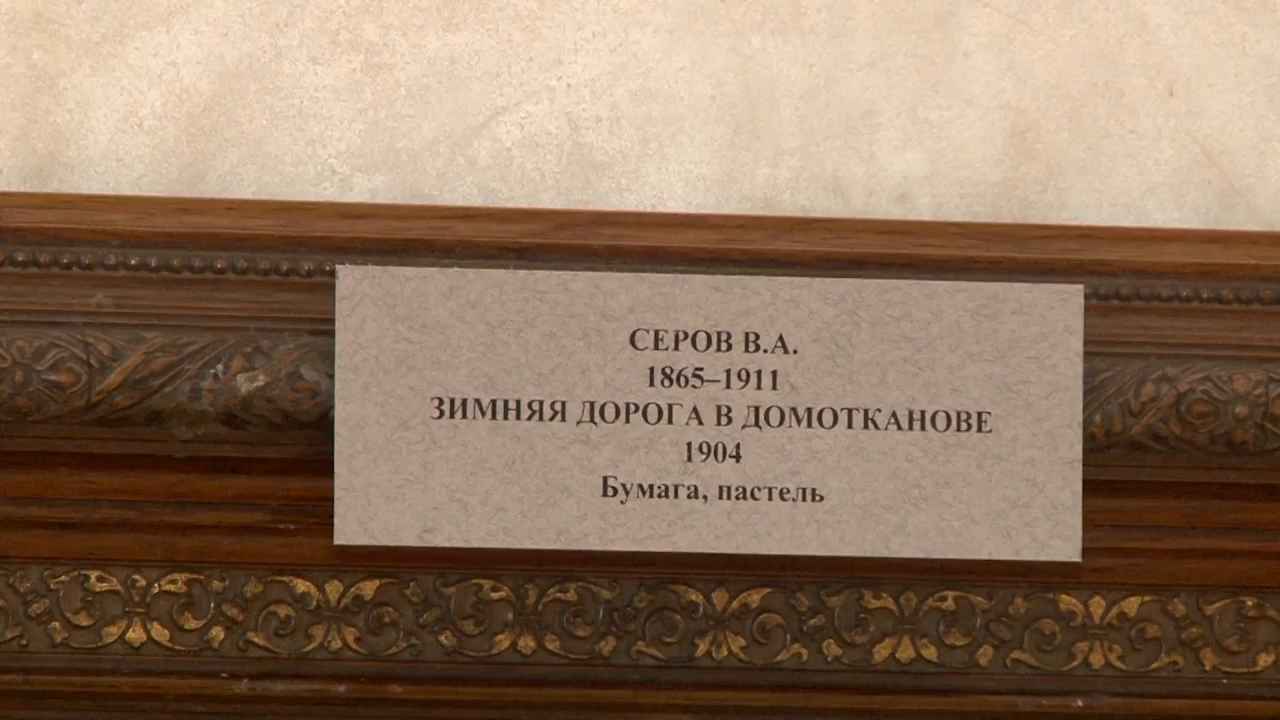 СЕРОВ В.А.
1865–1911
ЗИМНЯЯ ДОРОГА В ДОМОТКАНОВЕ
1904
Бумага, пастель